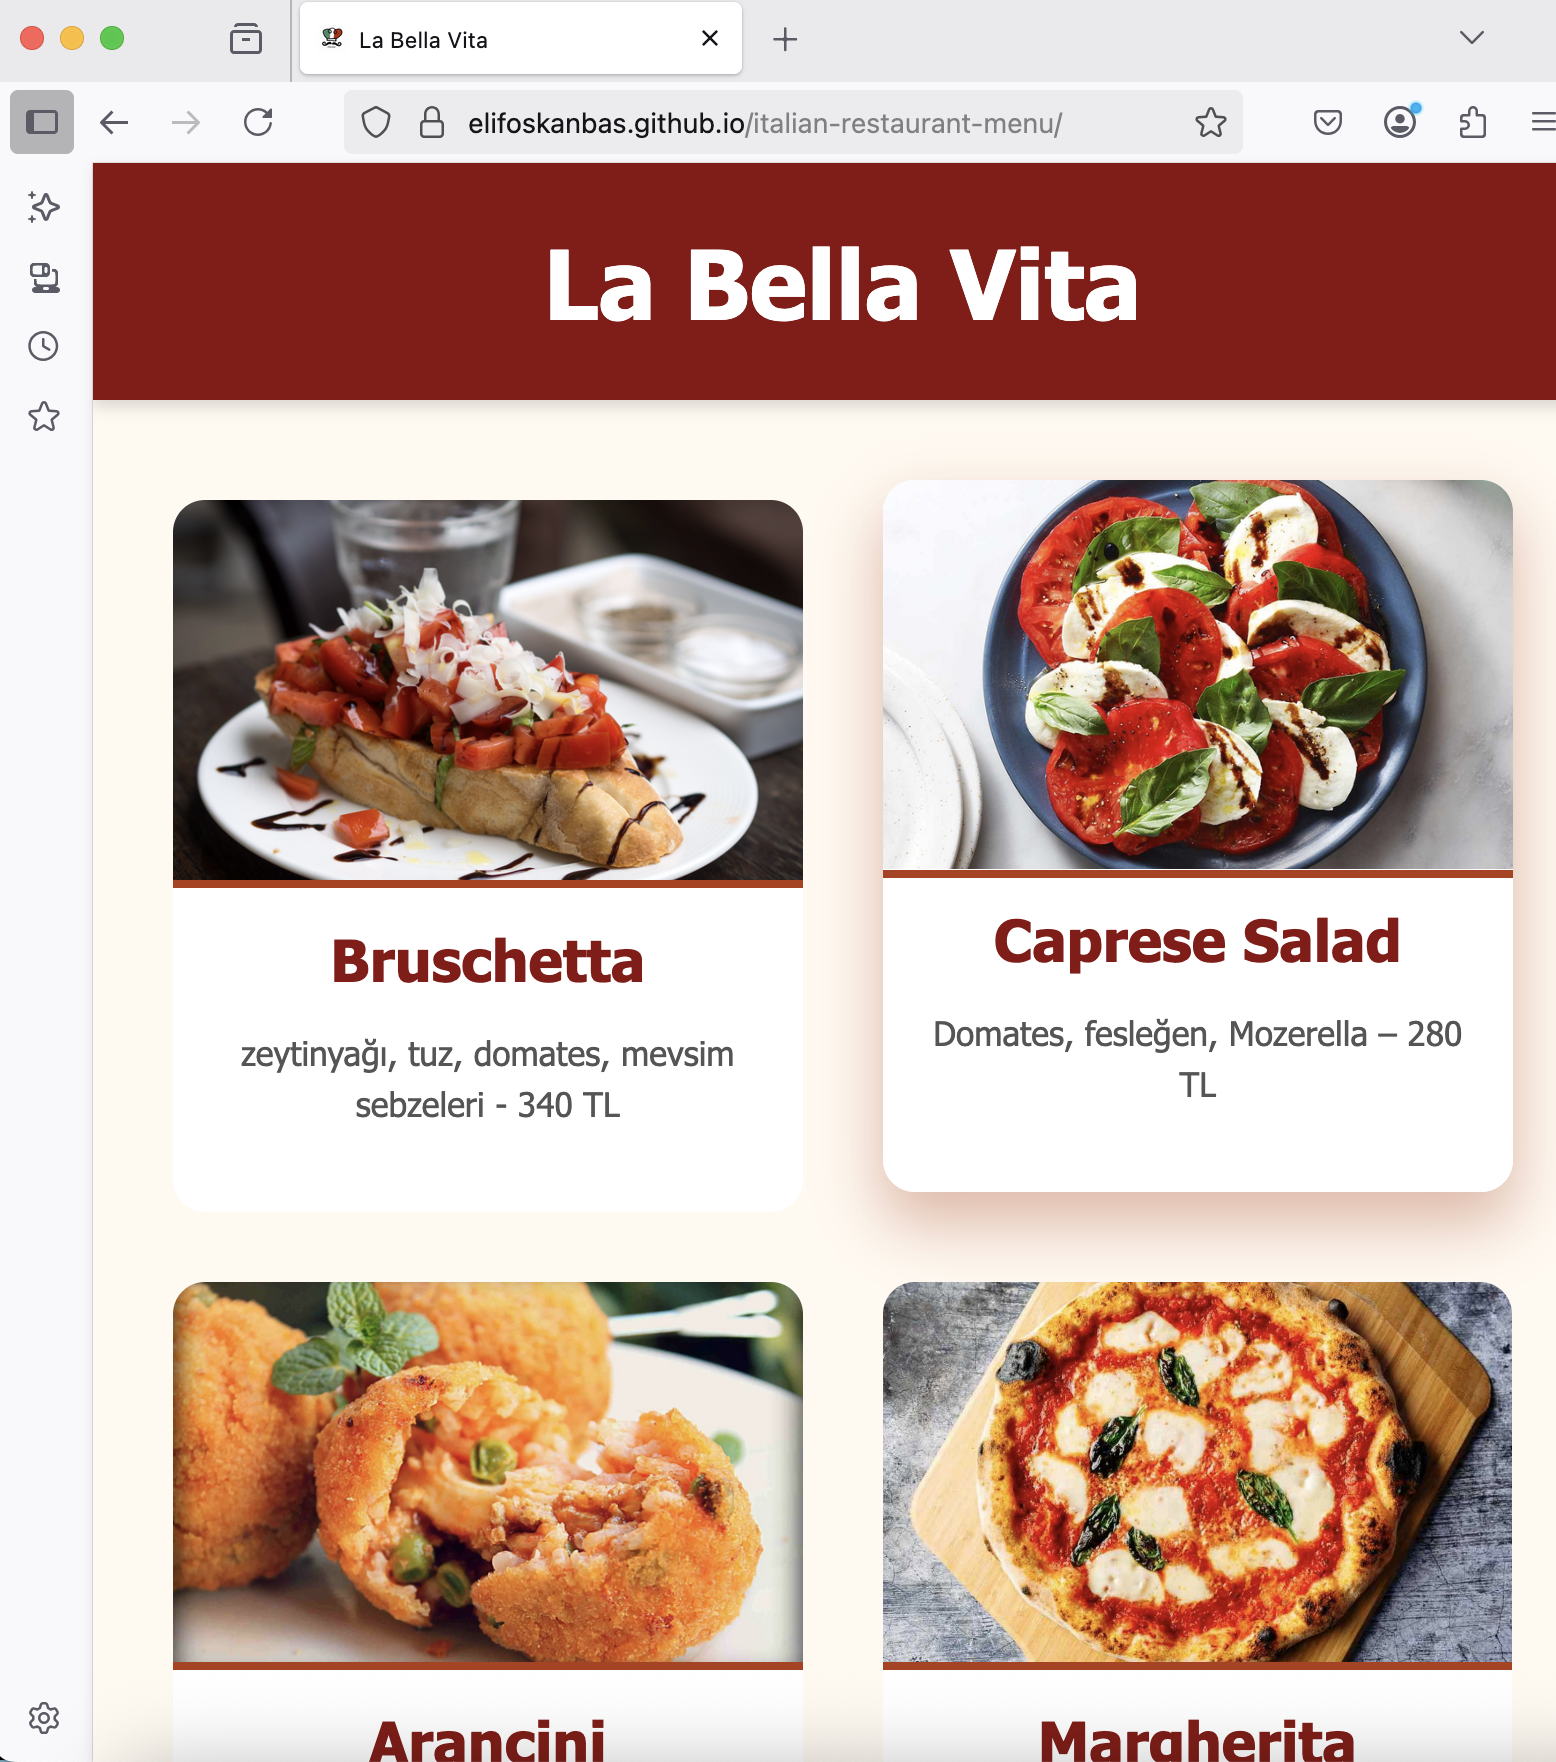 La Bella Vita
elifoskanbas.github.io/italian-restaurant-menu/
La Bella Vita
Bruschetta
zeytinyağı, tuz, domates, mevsim
sebzeleri - 340 TL
Caprese Salad
Domates, fesleğen, Mozerella – 280
TL
Arancini
Margherita